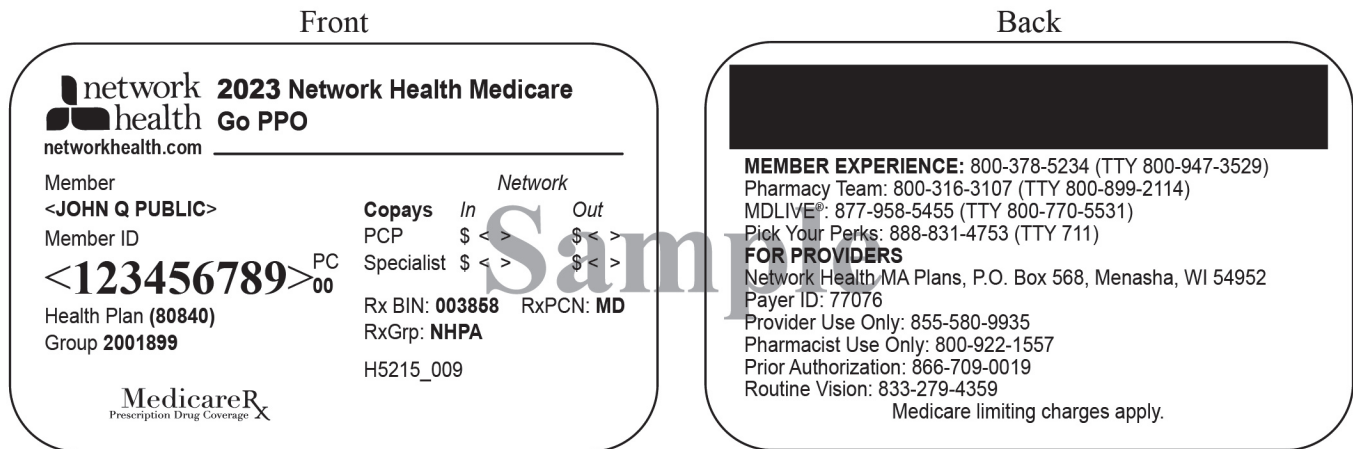 Front
network health
2023 Network Health Medicare
Go PPO
networkhealth.com
Member
<JOHN Q PUBLIC>
Member ID
<123456789> PC 00
Health Plan (80840)
Group 2001899
Network
Copays In Out
PCP $ < > $ < >
Specialist $ < > $ < >
Rx BIN: 003858 RxPCN: MD
RxGrp: NHPA
H5215_009
MedicareRx
Prescription Drug Coverage
Sample
Back
MEMBER EXPERIENCE: 800-378-5234 (TTY 800-947-3529)
Pharmacy Team: 800-316-3107 (TTY 800-899-2114)
MDLIVE®: 877-958-5455 (TTY 800-770-5531)
Pick Your Perks: 888-831-4753 (TTY 711)
FOR PROVIDERS
Network Health MA Plans, P.O. Box 568, Menasha, WI 54952
Payer ID: 77076
Provider Use Only: 855-580-9935
Pharmacist Use Only: 800-922-1557
Prior Authorization: 866-709-0019
Routine Vision: 833-279-4359
Medicare limiting charges apply.